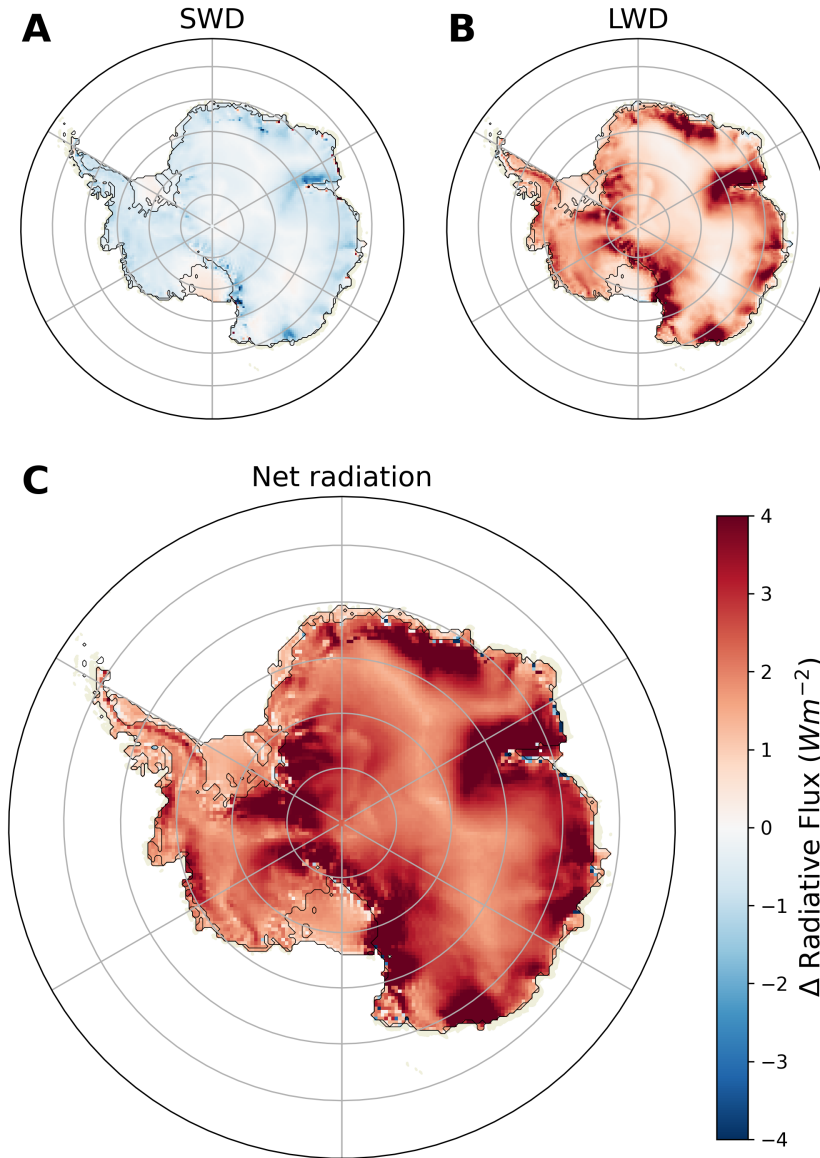 A
SWD
B
LWD
C
Net radiation
4
3
2
1
0
−1
−2
−3
−4
Δ Radiative Flux (Wm⁻²)